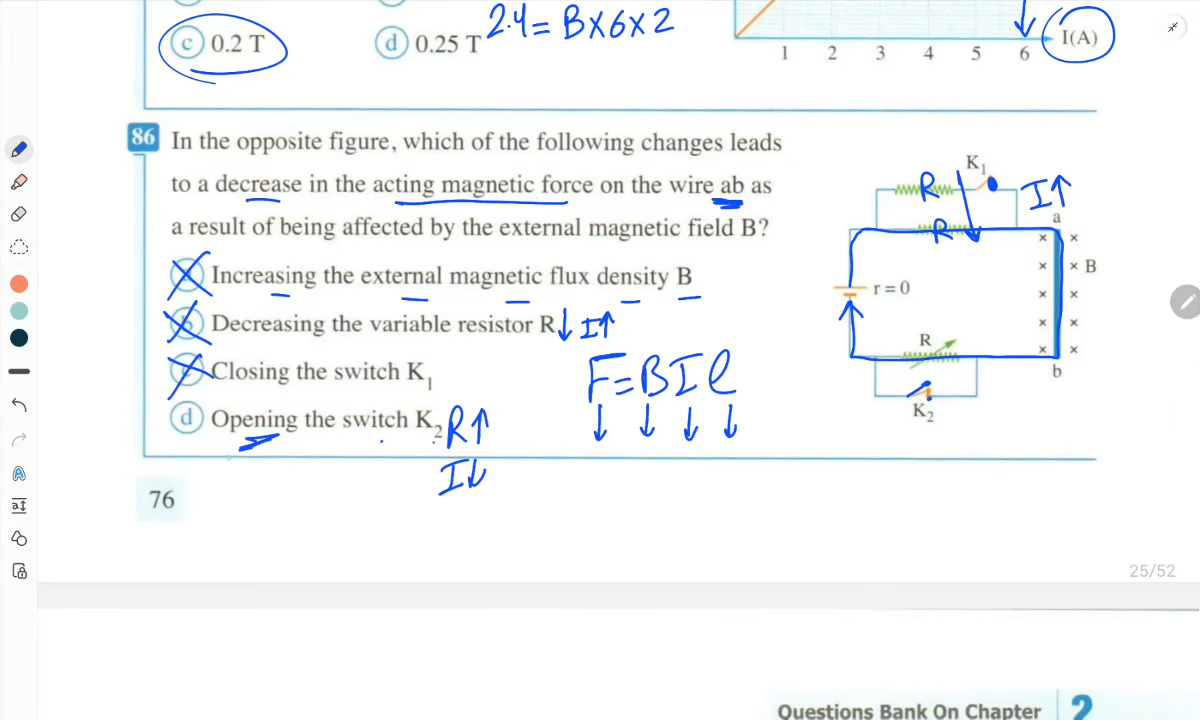 c 0.2 T
d 0.25 T
2.4 = B×6×2
1 2 3 4 5 6
I(A)
86 In the opposite figure, which of the following changes leads
to a decrease in the acting magnetic force on the wire ab as
a result of being affected by the external magnetic field B?
Increasing the external magnetic flux density B
Decreasing the variable resistor R↓ I↑
Closing the switch K1
d Opening the switch K2 R↑
I↓
F = B I l
↓ ↓ ↓ ↓
K1
R
I↑
R
a
× ×
× × B
r = 0
× ×
× ×
R
× ×
b
K2
76
25/52
Questions Bank On Chapter 2